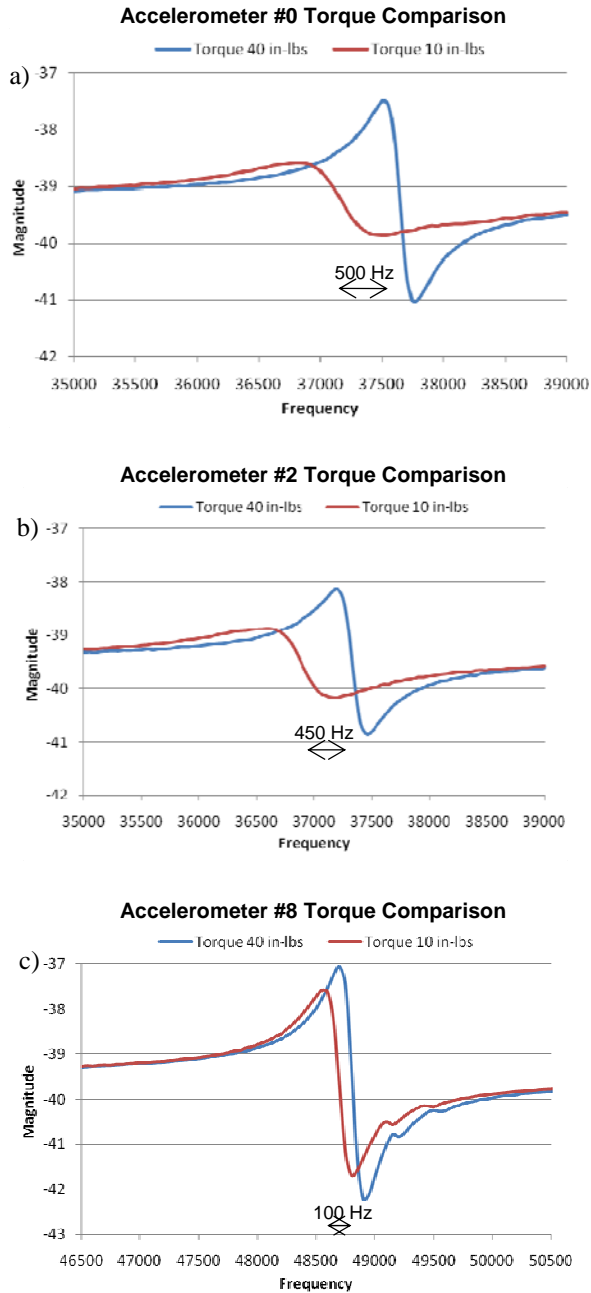 Accelerometer #0 Torque Comparison
Torque 40 in-lbs Torque 10 in-lbs
a)
-37
-38
-39
-40
-41
-42
Magnitude
500 Hz
35000 35500 36000 36500 37000 37500 38000 38500 39000
Frequency
Accelerometer #2 Torque Comparison
Torque 40 in-lbs Torque 10 in-lbs
b)
-37
-38
-39
-40
-41
-42
Magnitude
450 Hz
35000 35500 36000 36500 37000 37500 38000 38500 39000
Frequency
Accelerometer #8 Torque Comparison
Torque 40 in-lbs Torque 10 in-lbs
c)
-37
-38
-39
-40
-41
-42
-43
Magnitude
100 Hz
46500 47000 47500 48000 48500 49000 49500 50000 50500
Frequency